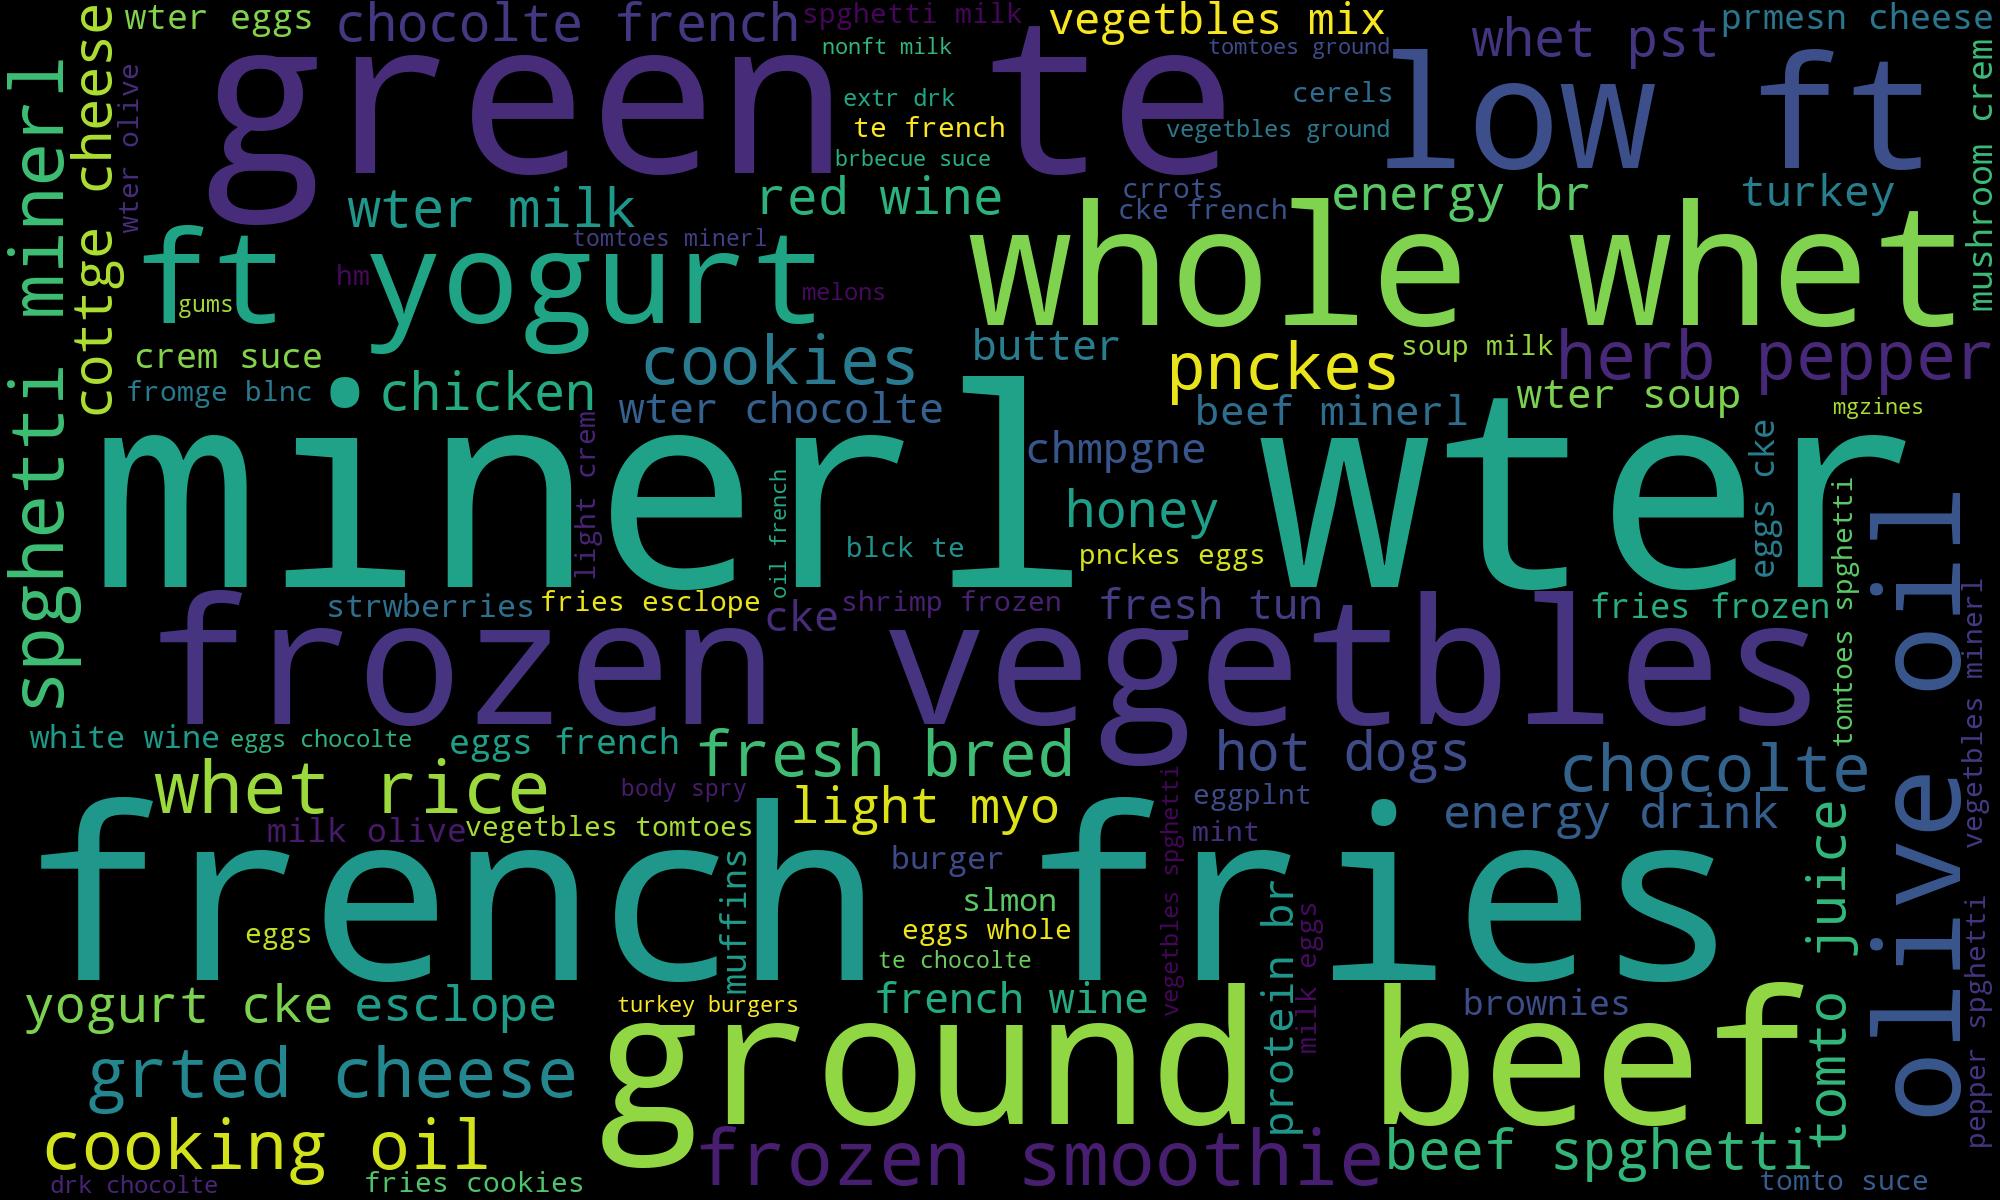 wter eggs
chocolte french
spghetti milk
vegetbles mix
prmesn cheese
nonft milk
tomtoes ground
whet pst
green te
low ft
extr drk
cerels
te french
vegetbles ground
brbecue suce
spghetti minerl
cottge cheese
wter olive
mushroom crem
wter milk
red wine
crrots
energy br
turkey
cke french
tomtoes minerl
ft yogurt
hm
gums
melons
whole whet
crem suce
cookies
butter
pnckes
soup milk
herb pepper
fromge blnc
chicken
wter chocolte
beef minerl
wter soup
mgzines
minerl wter
light crem
chmpgne
eggs cke
oil french
honey
blck te
pnckes eggs
tomtoes spghetti
olive oil
strwberries
fries esclope
cke
shrimp frozen
fresh tun
fries frozen
frozen vegetbles
vegetbles minerl
white wine
eggs chocolte
eggs french
fresh bred
hot dogs
chocolte
whet rice
body spry
light myo
eggplnt
energy drink
milk olive
vegetbles tomtoes
mint
vegetbles spghetti
french fries
muffins
burger
slmon
eggs
eggs whole
te chocolte
protein br
milk eggs
tomto juice
pepper spghetti
yogurt cke
esclope
turkey burgers
french wine
brownies
ground beef
grted cheese
cooking oil
frozen smoothie
beef spghetti
drk chocolte
fries cookies
tomto suce